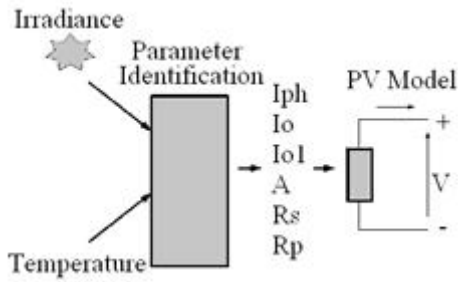 Irradiance
Parameter
Identification
Iph
Io
Io1
A
Rs
Rp
PV Model
+
V
-
Temperature